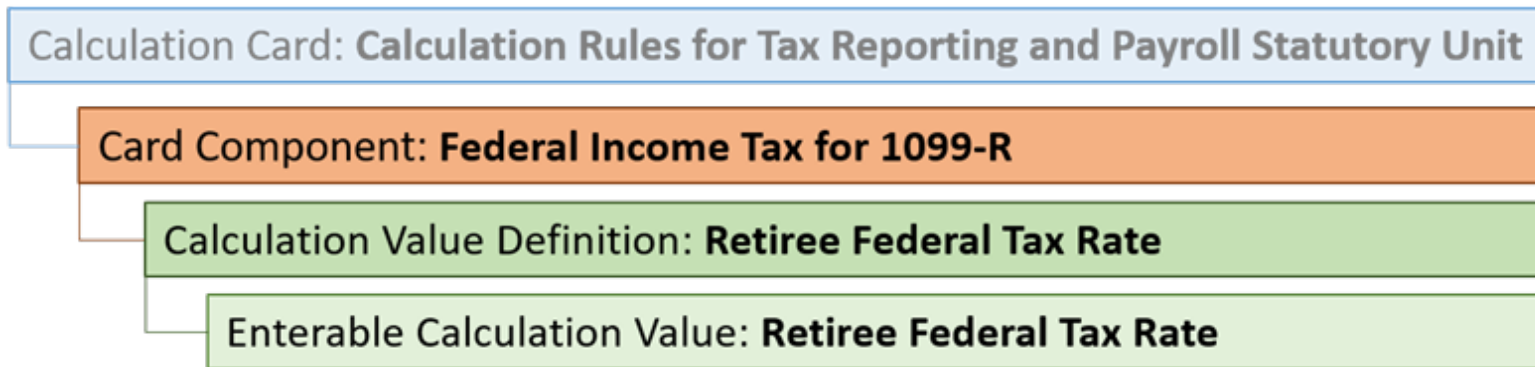 Calculation Card: Calculation Rules for Tax Reporting and Payroll Statutory Unit
Card Component: Federal Income Tax for 1099-R
Calculation Value Definition: Retiree Federal Tax Rate
Enterable Calculation Value: Retiree Federal Tax Rate